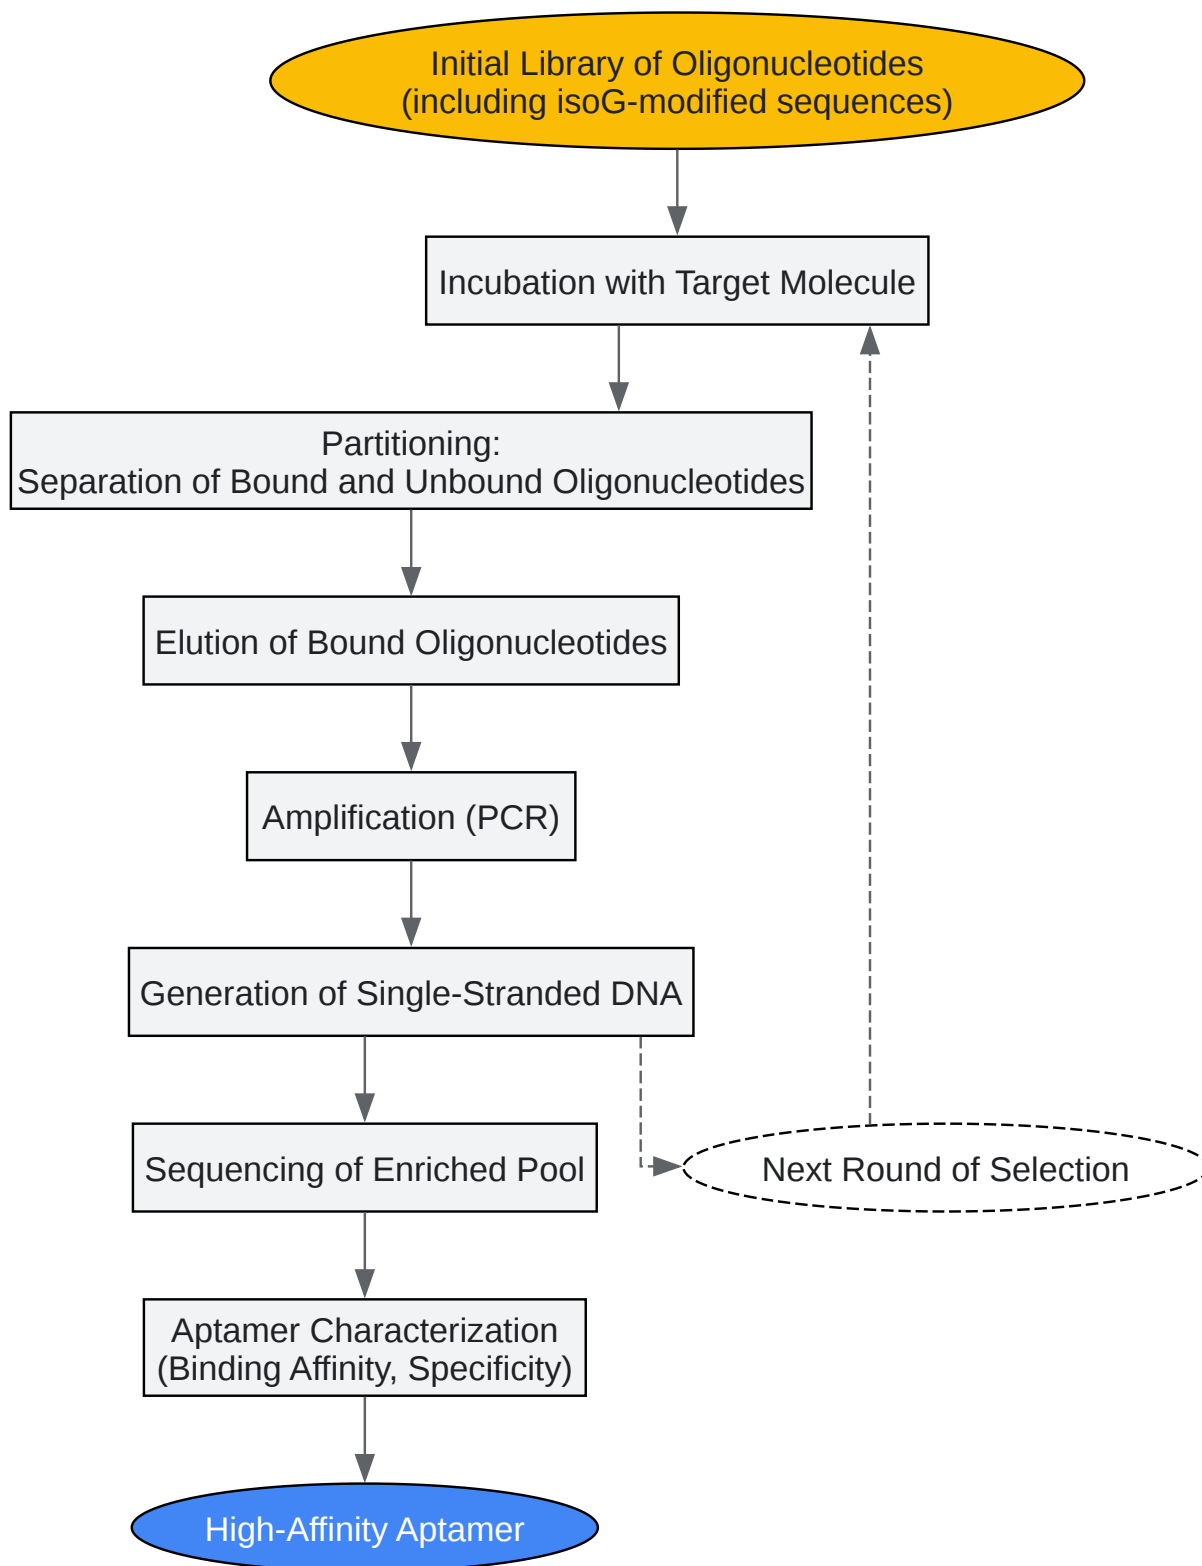 Initial Library of Oligonucleotides
(including isoG-modified sequences)
Incubation with Target Molecule
Partitioning:
Separation of Bound and Unbound Oligonucleotides
Elution of Bound Oligonucleotides
Amplification (PCR)
Generation of Single-Stranded DNA
Sequencing of Enriched Pool
Next Round of Selection
Aptamer Characterization
(Binding Affinity, Specificity)
High-Affinity Aptamer